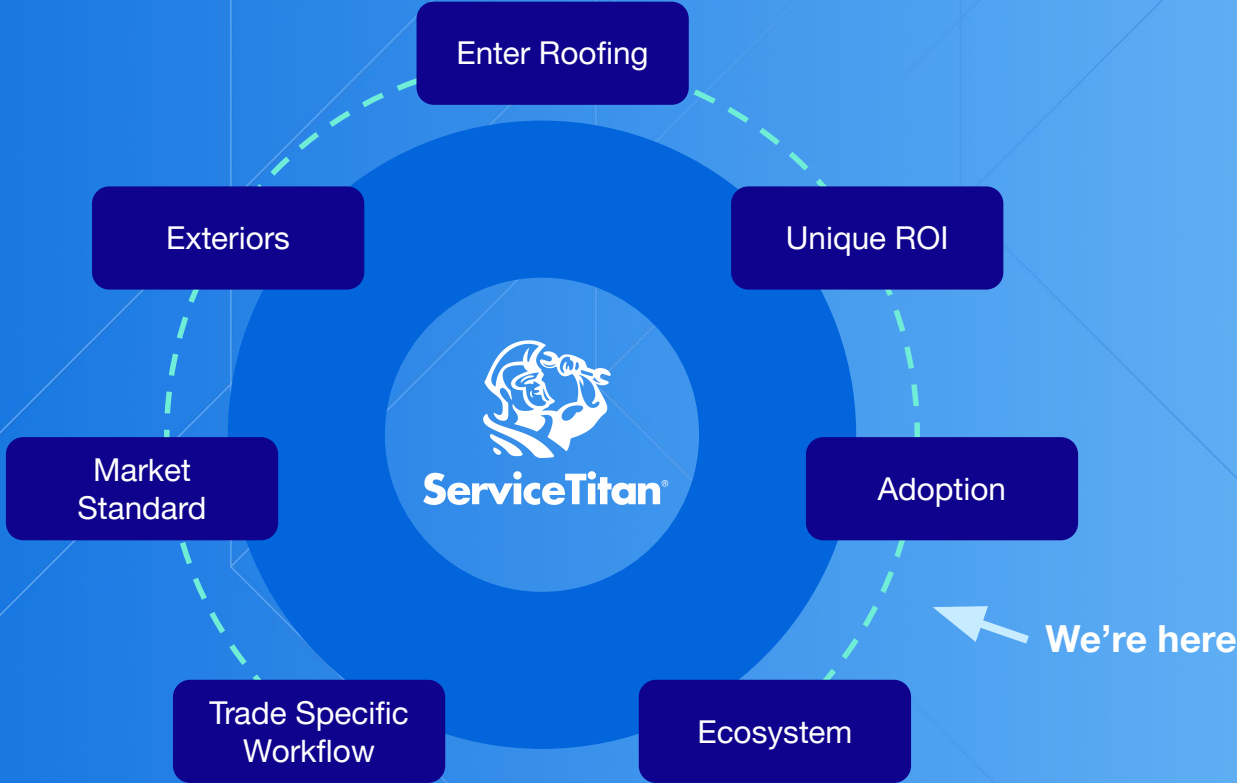 Enter Roofing
Exteriors
Unique ROI
Market
Standard
ServiceTitan®
Adoption
We’re here
Trade Specific
Workflow
Ecosystem